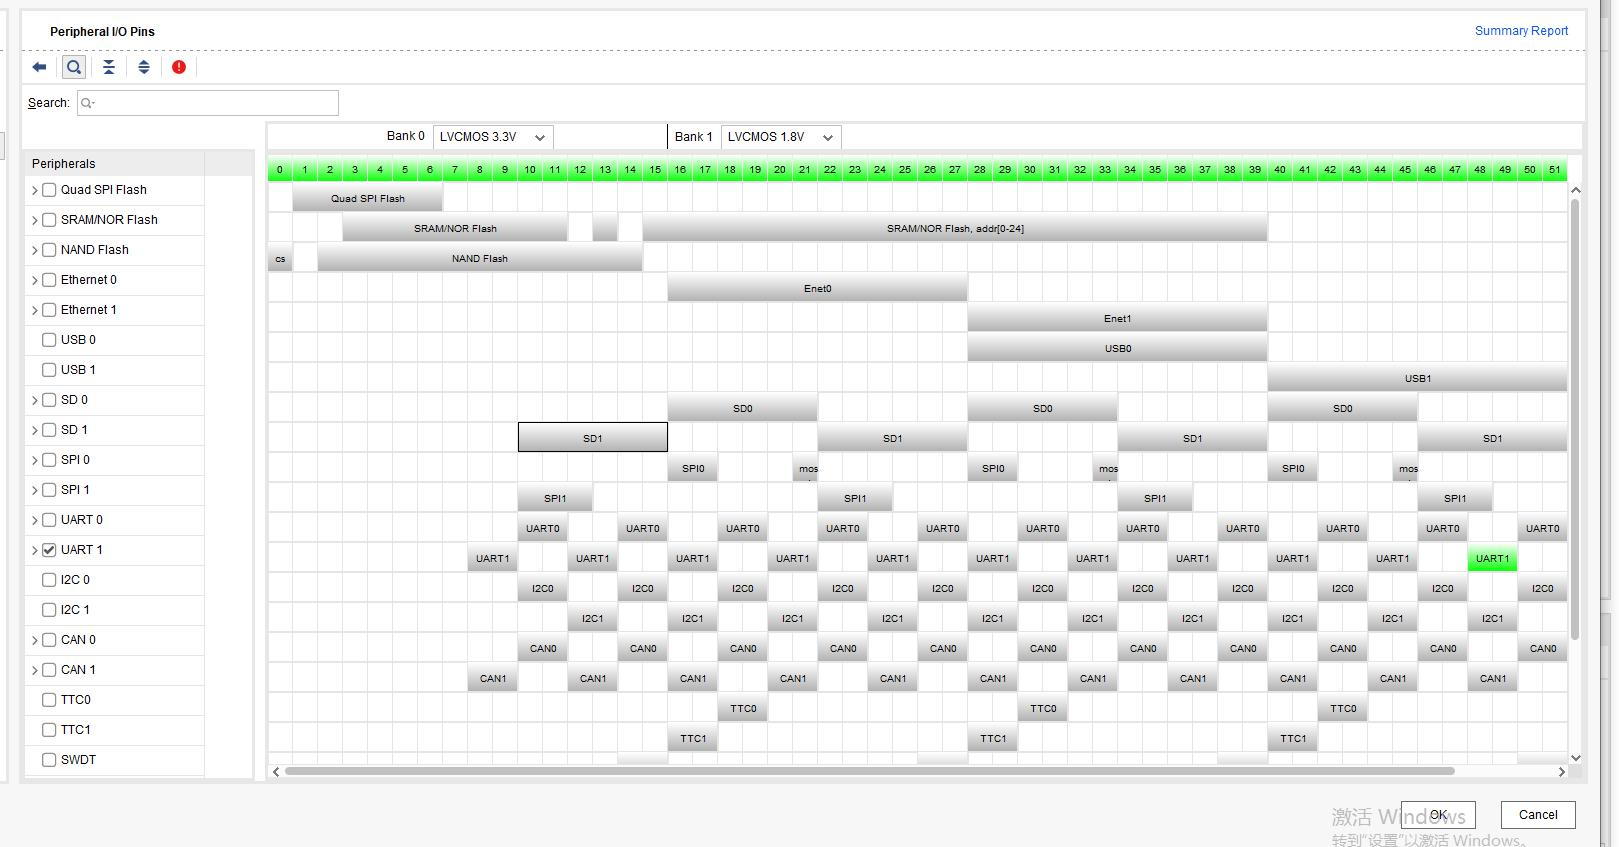 Peripheral I/O Pins
Summary Report
Search:
Bank 0 LVCMOS 3.3V Bank 1 LVCMOS 1.8V
Peripherals
0 1 2 3 4 5 6 7 8 9 10 11 12 13 14 15 16 17 18 19 20 21 22 23 24 25 26 27 28 29 30 31 32 33 34 35 36 37 38 39 40 41 42 43 44 45 46 47 48 49 50 51
Quad SPI Flash Quad SPI Flash
SRAM/NOR Flash SRAM/NOR Flash SRAM/NOR Flash, addr[0-24]
NAND Flash cs NAND Flash
Ethernet 0 Enet0
Ethernet 1 Enet1
USB 0 USB0
USB 1 USB1
SD 0 SD0 SD0 SD0
SD 1 SD1 SD1 SD1 SD1
SPI 0 SPI0 mos SPI0 mos SPI0 mos
SPI 1 SPI1 SPI1 SPI1 SPI1
UART 0 UART0 UART0 UART0 UART0 UART0 UART0 UART0 UART0 UART0 UART0 UART0
UART 1 UART1 UART1 UART1 UART1 UART1 UART1 UART1 UART1 UART1 UART1 UART1
I2C 0 I2C0 I2C0 I2C0 I2C0 I2C0 I2C0 I2C0 I2C0 I2C0 I2C0 I2C0
I2C 1 I2C1 I2C1 I2C1 I2C1 I2C1 I2C1 I2C1 I2C1 I2C1 I2C1
CAN 0 CAN0 CAN0 CAN0 CAN0 CAN0 CAN0 CAN0 CAN0 CAN0 CAN0 CAN0
CAN 1 CAN1 CAN1 CAN1 CAN1 CAN1 CAN1 CAN1 CAN1 CAN1 CAN1 CAN1
TTC0 TTC0 TTC0 TTC0
TTC1 TTC1 TTC1 TTC1
SWDT
OK Cancel
激活 Windows
转到“设置”以激活 Windows。